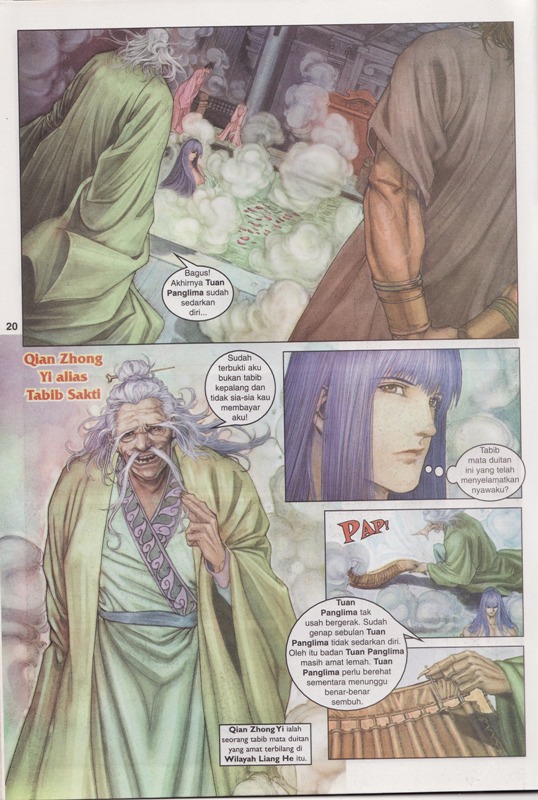 Bagus!
Akhirnya Tuan
Panglima sudah
sedarkan
diri...
20
Qian Zhong
Yi alias
Tabib Sakti
Sudah
terbukti aku
bukan tabib
kepalang dan
tidak sia-sia kau
membayar
aku!
Tabib
mata duitan
ini yang telah
menyelamatkan
nyawaku?
PAP!
Tuan
Panglima tak
usah bergerak. Sudah
genap sebulan Tuan
Panglima tidak sedarkan diri.
Oleh itu badan Tuan Panglima
masih amat lemah. Tuan
Panglima perlu berehat
sementara menunggu
benar-benar
sembuh.
Qian Zhong Yi ialah
seorang tabib mata duitan
yang amat terbilang di
Wilayah Liang He itu.